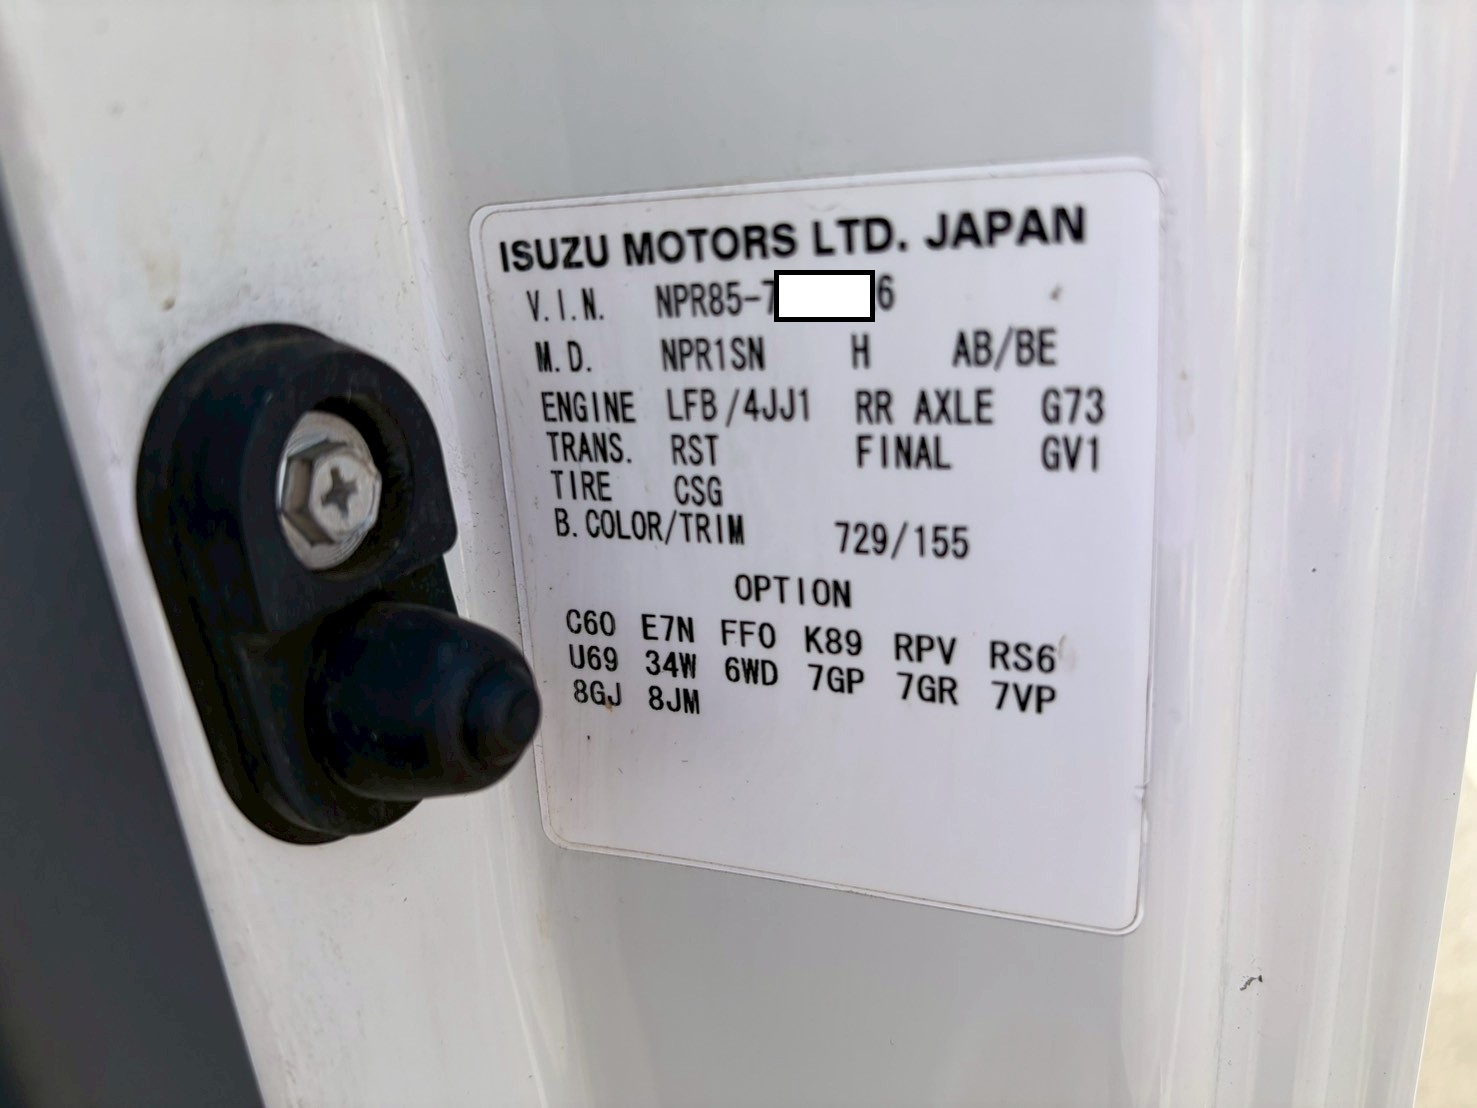 ISUZU MOTORS LTD. JAPAN
V.I.N. NPR85-7 6
M.D. NPR1SN H AB/BE
ENGINE LFB/4JJ1 RR AXLE G73
TRANS. RST FINAL GV1
TIRE CSG
B.COLOR/TRIM 729/155
OPTION
C60 E7N FF0 K89 RPV RS6
U69 34W 6WD 7GP 7GR 7VP
8GJ 8JM